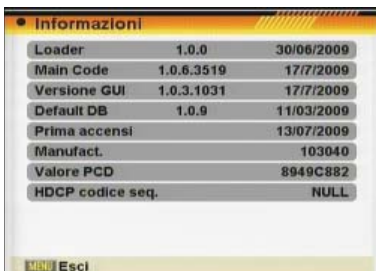 Informazioni
Loader 1.0.0 30/06/2009
Main Code 1.0.6.3519 17/7/2009
Versione GUI 1.0.3.1031 17/7/2009
Default DB 1.0.9 11/03/2009
Prima accensi 13/07/2009
Manufact. 103040
Valore PCD 8949C882
HDCP codice seq. NULL
MENU Esci